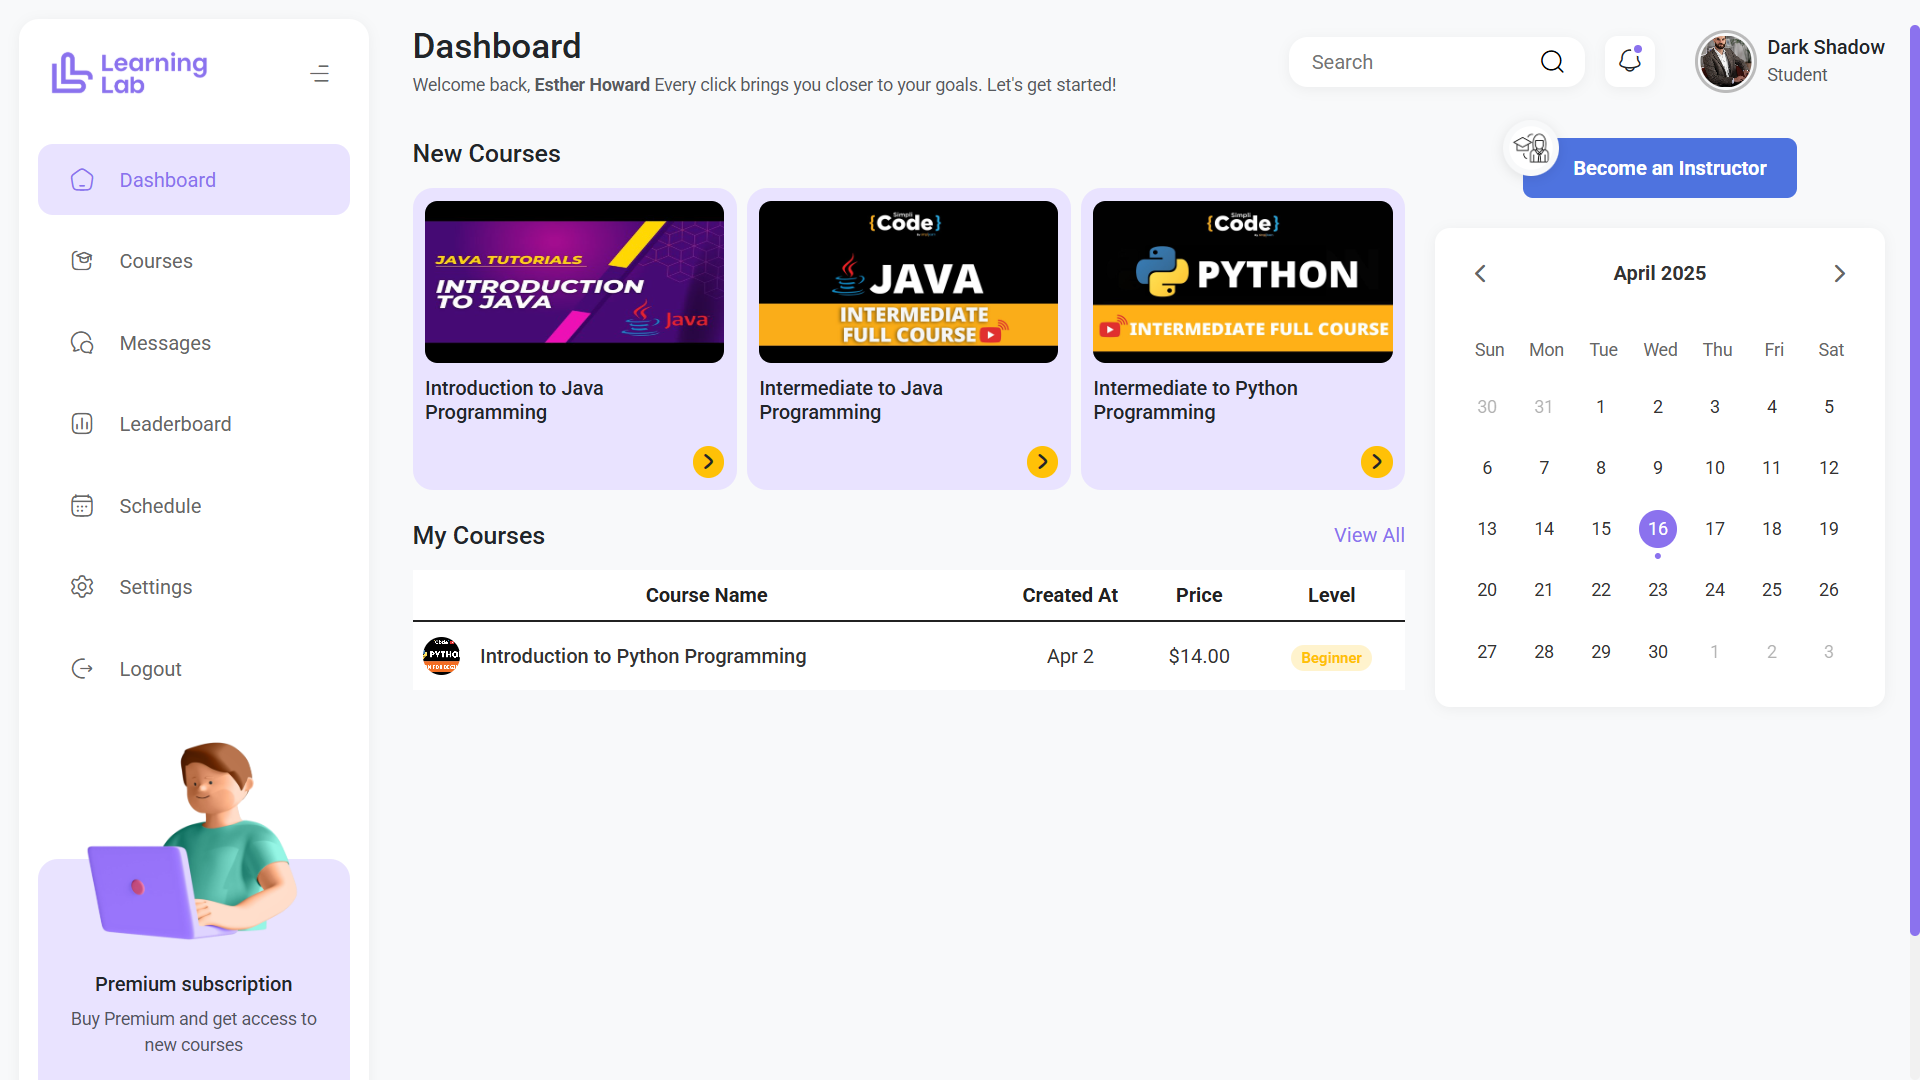 Learning
Lab
Dashboard
Courses
Messages
Leaderboard
Schedule
Settings
Logout
Premium subscription
Buy Premium and get access to
new courses
Dashboard
Welcome back, Esther Howard Every click brings you closer to your goals. Let's get started!
Search
Dark Shadow
Student
New Courses
JAVA TUTORIALS
INTRODUCTION
TO JAVA
Java
Introduction to Java
Programming
Simpli
{Code}
JAVA
INTERMEDIATE
FULL COURSE
Intermediate to Java
Programming
Simpli
{Code}
PYTHON
INTERMEDIATE FULL COURSE
Intermediate to Python
Programming
My Courses
View All
Course Name Created At Price Level
Introduction to Python Programming Apr 2 $14.00 Beginner
Become an Instructor
April 2025
Sun Mon Tue Wed Thu Fri Sat
30 31 1 2 3 4 5
6 7 8 9 10 11 12
13 14 15 16 17 18 19
20 21 22 23 24 25 26
27 28 29 30 1 2 3